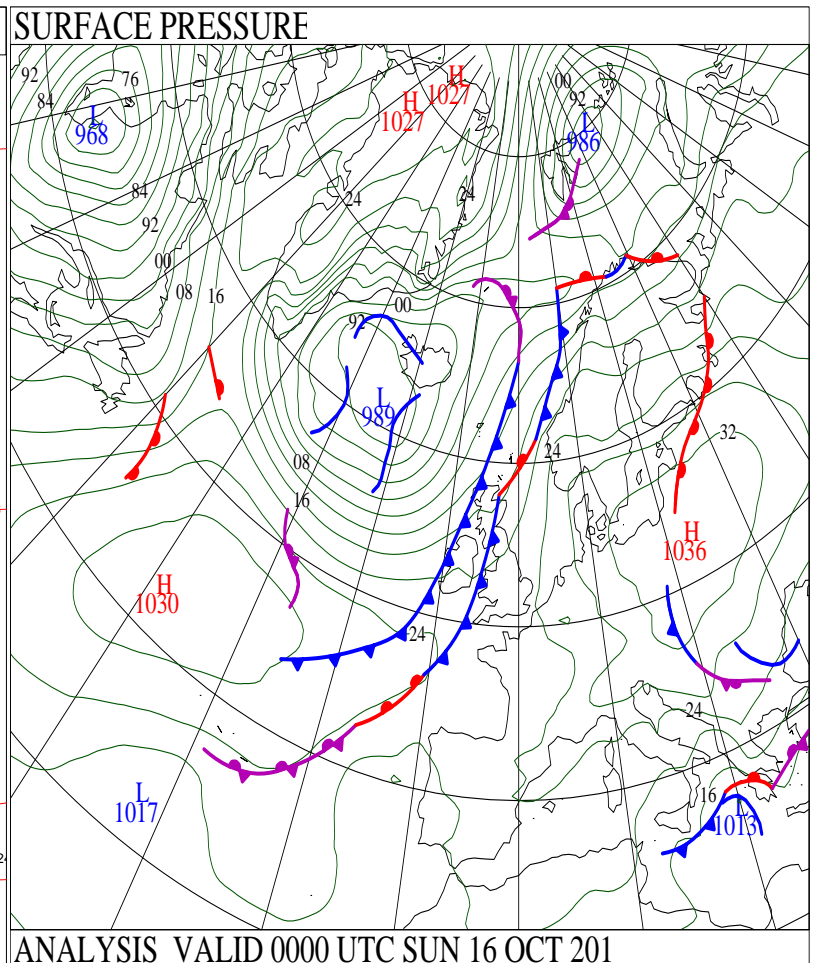 SURFACE PRESSURE
92
76
84
L
968
H
1027
H
1027
00
92
L
986
84
92
00
08
16
24
24
00
92
L
989
08
16
24
32
H
1036
H
1030
24
24
L
1017
16
L
1013
ANALYSIS VALID 0000 UTC SUN 16 OCT 201